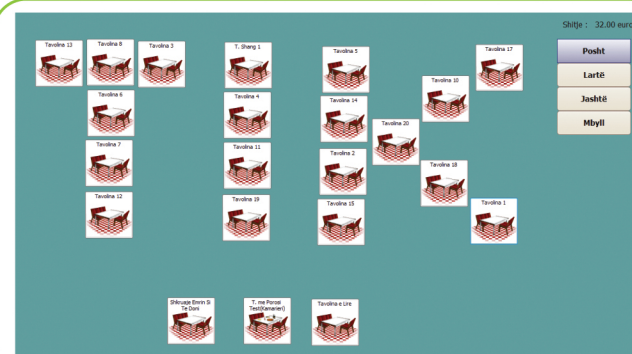 Shitje : 32.00 euro
Tavolina 13
Tavolina 8
Tavolina 3
T. Shang 1
Tavolina 5
Tavolina 17
Posht
Lartë
Jashtë
Mbyll
Tavolina 6
Tavolina 4
Tavolina 14
Tavolina 10
Tavolina 20
Tavolina 7
Tavolina 11
Tavolina 2
Tavolina 18
Tavolina 12
Tavolina 19
Tavolina 15
Tavolina 1
Shkruaje Emrin Si
Te Doni
T. me Porosi
Test(Kamarieri)
Tavolina e Lire